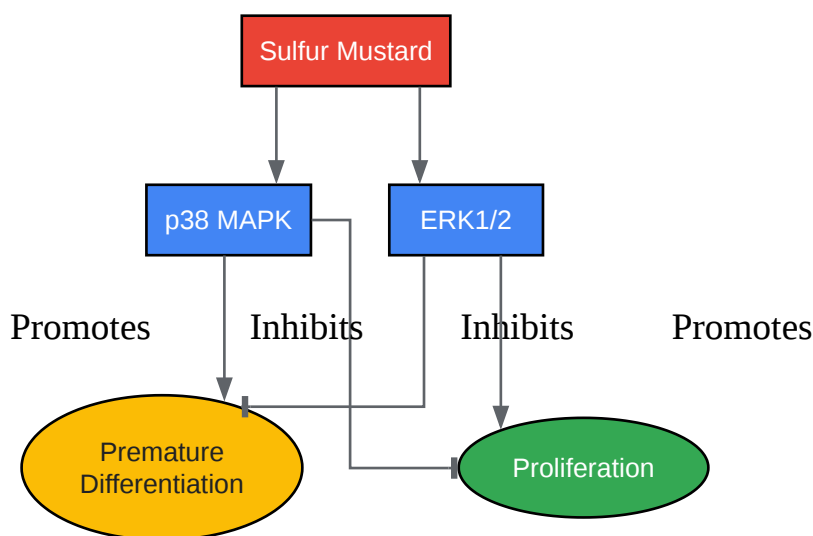 Sulfur Mustard
p38 MAPK
ERK1/2
Promotes
Inhibits
Inhibits
Promotes
Premature
Differentiation
Proliferation